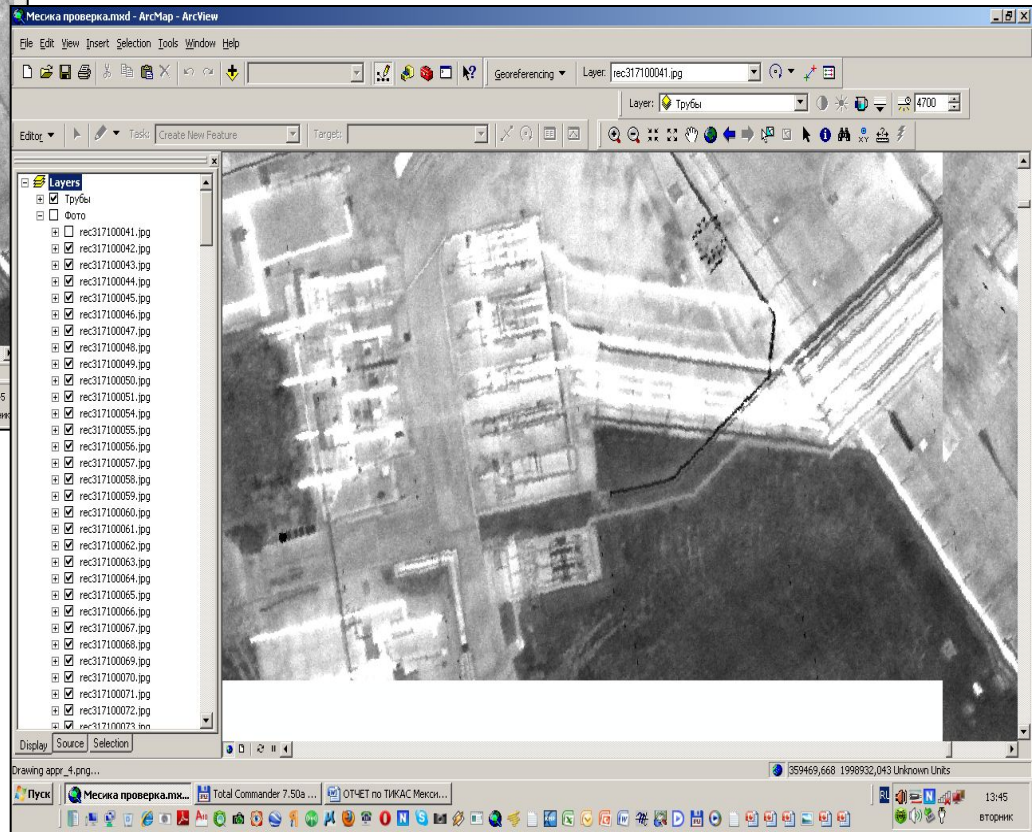 Месика проверка.mxd - ArcMap - ArcView
File Edit View Insert Selection Tools Window Help
Georeferencing Layer: rec317100041.jpg
Layer: Трубы 4700
Editor Task: Create New Feature Target:
Layers
Трубы
Фото
rec317100041.jpg
rec317100042.jpg
rec317100043.jpg
rec317100044.jpg
rec317100045.jpg
rec317100046.jpg
rec317100047.jpg
rec317100048.jpg
rec317100049.jpg
rec317100050.jpg
rec317100051.jpg
rec317100054.jpg
rec317100055.jpg
rec317100056.jpg
rec317100057.jpg
rec317100058.jpg
rec317100059.jpg
rec317100060.jpg
rec317100061.jpg
rec317100062.jpg
rec317100063.jpg
rec317100064.jpg
rec317100065.jpg
rec317100066.jpg
rec317100067.jpg
rec317100068.jpg
rec317100069.jpg
rec317100070.jpg
rec317100071.jpg
rec317100072.jpg
rec317100073.jpg
Display Source Selection
Drawing appr_4.png...
359469,668 1998932,043 Unknown Units
Пуск Месика проверка.mx... Total Commander 7.50a ... ОТЧЕТ по ТИКАС Мекси...
RL 13:45
вторник